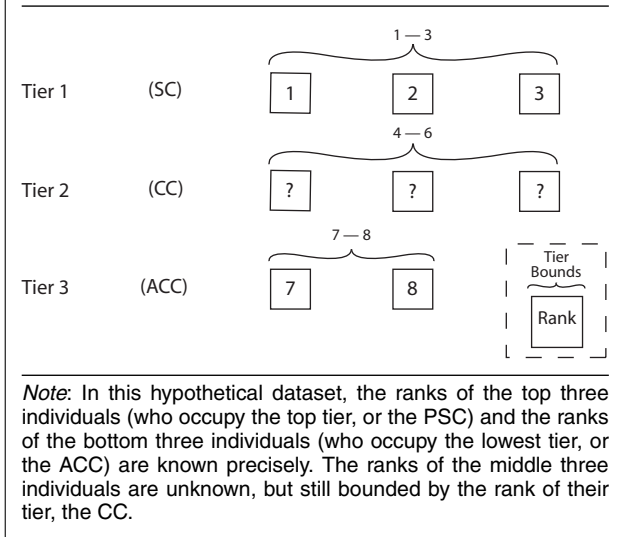 1 — 3
Tier 1 (SC) 1 2 3
4 — 6
Tier 2 (CC) ? ? ?
7 — 8
Tier 3 (ACC) 7 8
Tier
Bounds
Rank
Note: In this hypothetical dataset, the ranks of the top three
individuals (who occupy the top tier, or the PSC) and the ranks
of the bottom three individuals (who occupy the lowest tier, or
the ACC) are known precisely. The ranks of the middle three
individuals are unknown, but still bounded by the rank of their
tier, the CC.